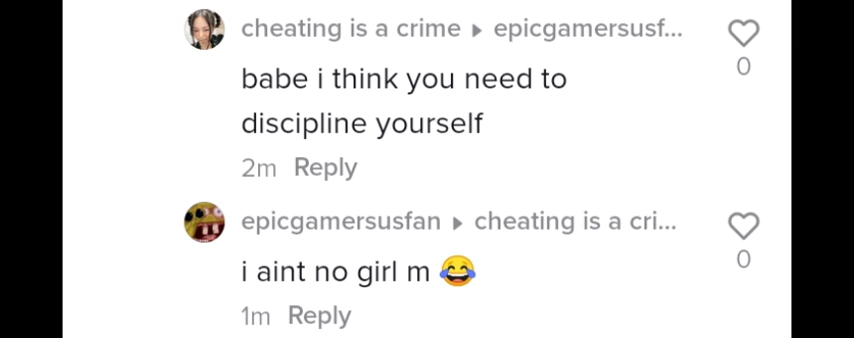 cheating is a crime ▸ epicgamersusf...
0
babe i think you need to
discipline yourself
2m Reply
epicgamersusfan ▸ cheating is a cri...
0
i aint no girl m 😂
1m Reply